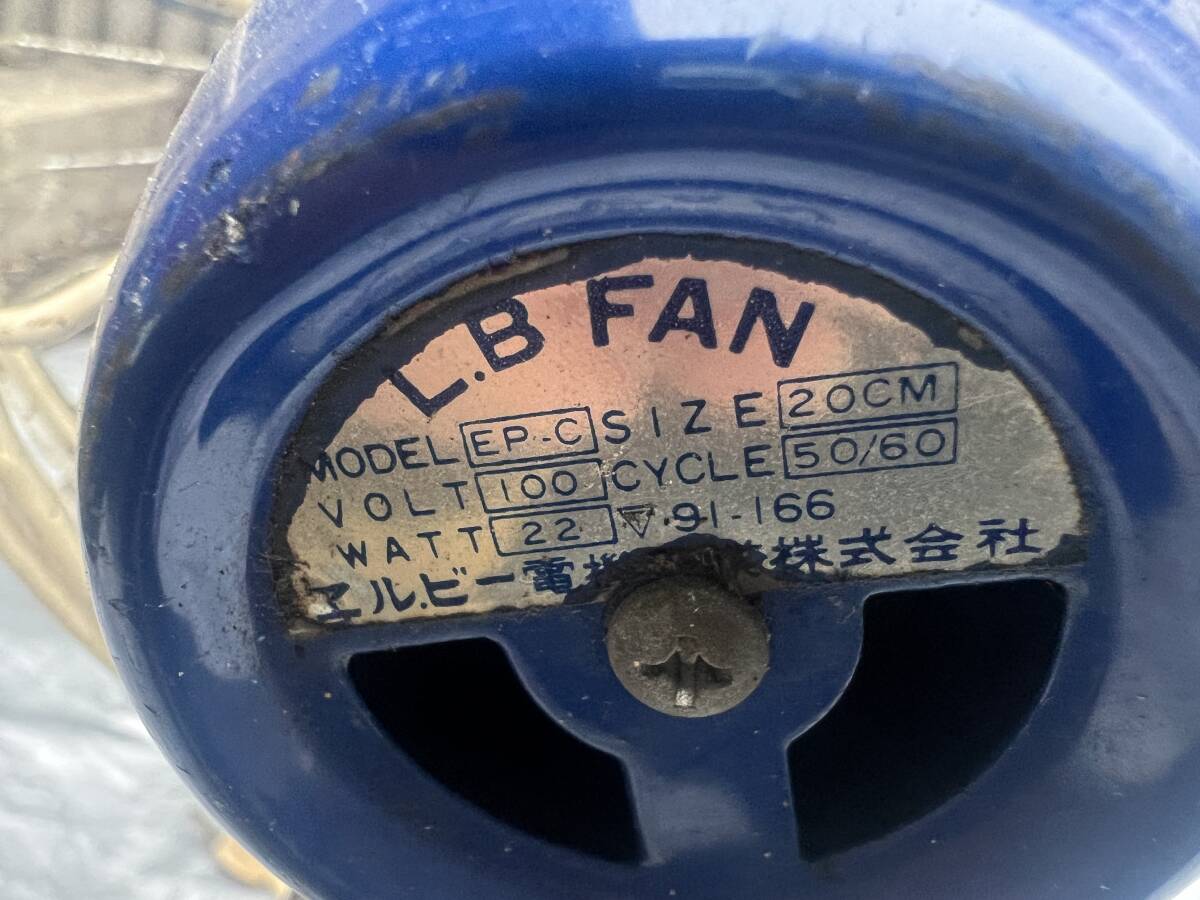 L.B FAN
MODEL EP-C SIZE 20CM
VOLT 100 CYCLE 50/60
WATT 22 ▽ 91-166
エルビー電機 株式会社